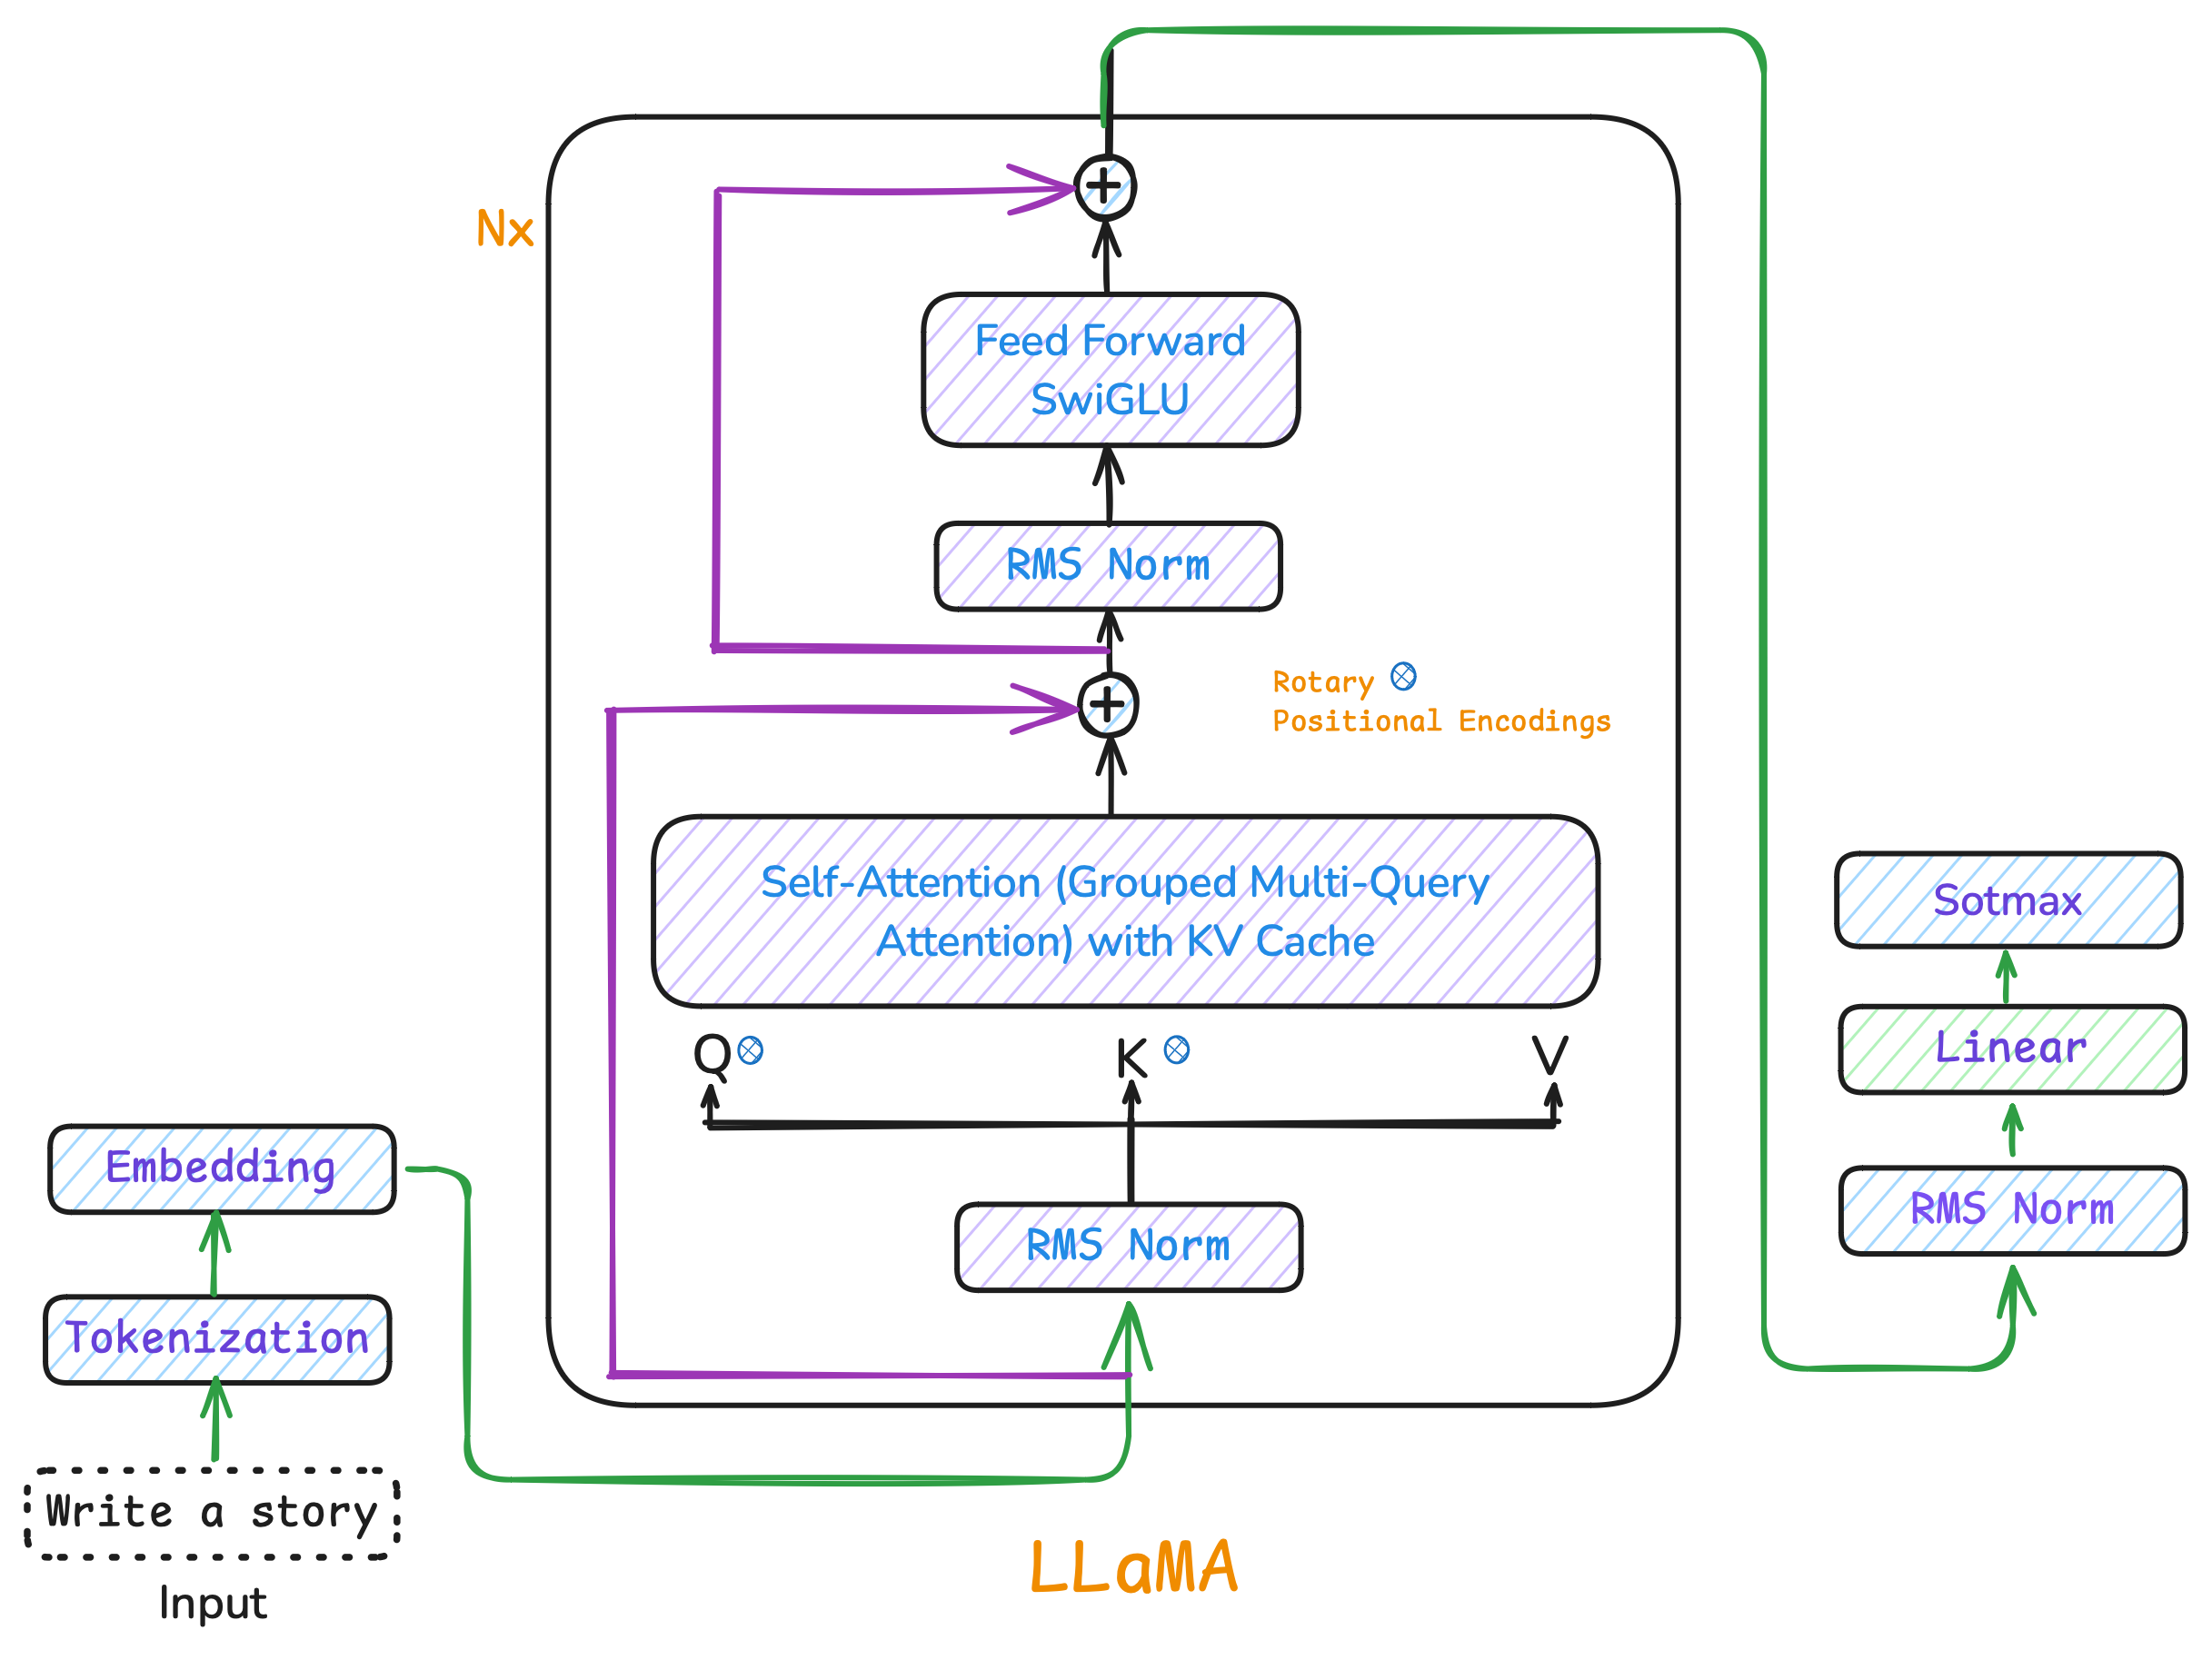 Nx
Feed Forward
SwiGLU
RMS Norm
Rotary
Positional Encodings
Self-Attention (Grouped Multi-Query
Attention) with KV Cache
Q
K
V
RMS Norm
Embedding
Tokenization
Write a story
Input
Sotmax
Linear
RMS Norm
LLaMA